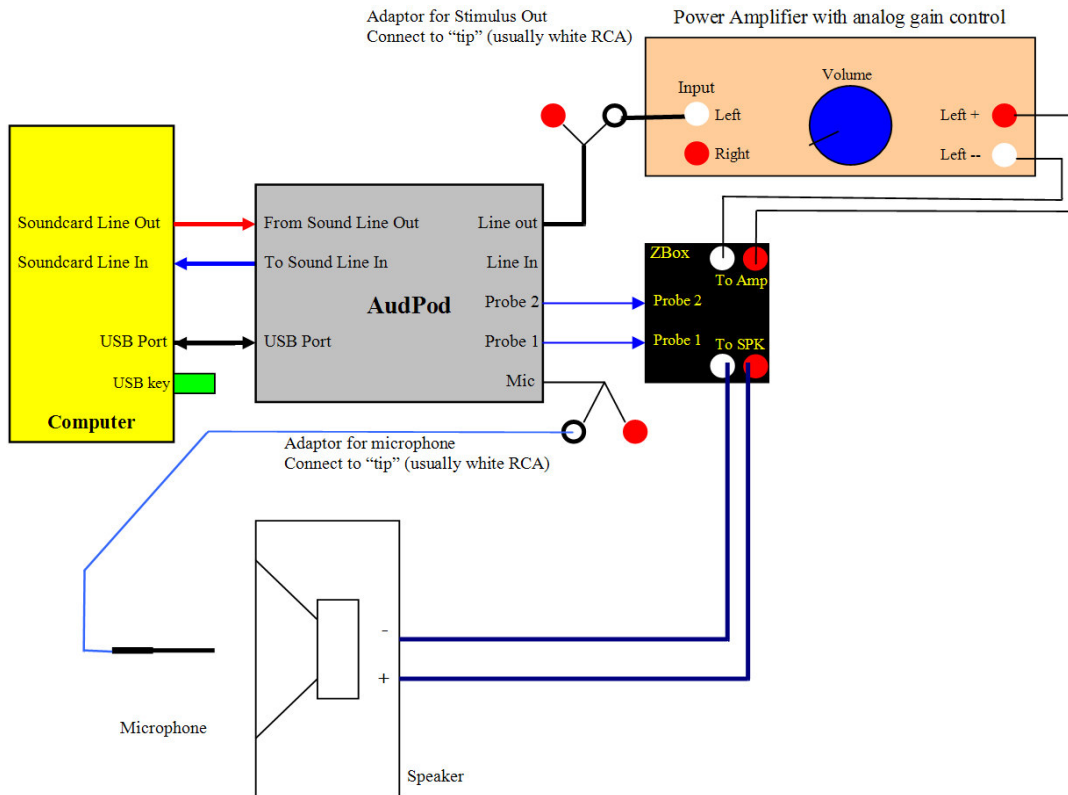 Adaptor for Stimulus Out
Connect to “tip” (usually white RCA)
Power Amplifier with analog gain control
Volume
Input
Left
Right
Left +
Left --
Soundcard Line Out
Soundcard Line In
USB Port
USB key
Computer
From Sound Line Out
To Sound Line In
AudPod
USB Port
Line out
Line In
Probe 2
Probe 1
Mic
ZBox
To Amp
Probe 2
Probe 1
To SPK
Adaptor for microphone
Connect to “tip” (usually white RCA)
-
+
Microphone
Speaker